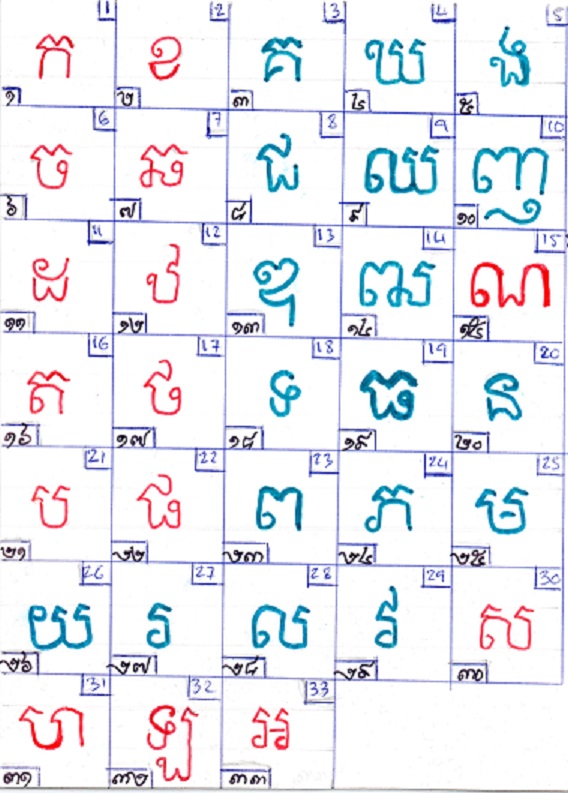 1 2 3 4 5
ក ខ គ ឃ ង
១ ២ ៣ ៤ ៥
6 7 8 9 10
ច ឆ ជ ឈ ញ
៦ ៧ ៨ ៩ ១០
11 12 13 14 15
ដ ឋ ឌ ឍ ណ
១១ ១២ ១៣ ១៤ ១៥
16 17 18 19 20
ត ថ ទ ធ ន
១៦ ១៧ ១៨ ១៩ ២០
21 22 23 24 25
ប ផ ព ភ ម
២១ ២២ ២៣ ២៤ ២៥
26 27 28 29 30
យ រ ល វ ស
២៦ ២៧ ២៨ ២៩ ៣០
31 32 33
ហ ឡ អ
៣១ ៣២ ៣៣